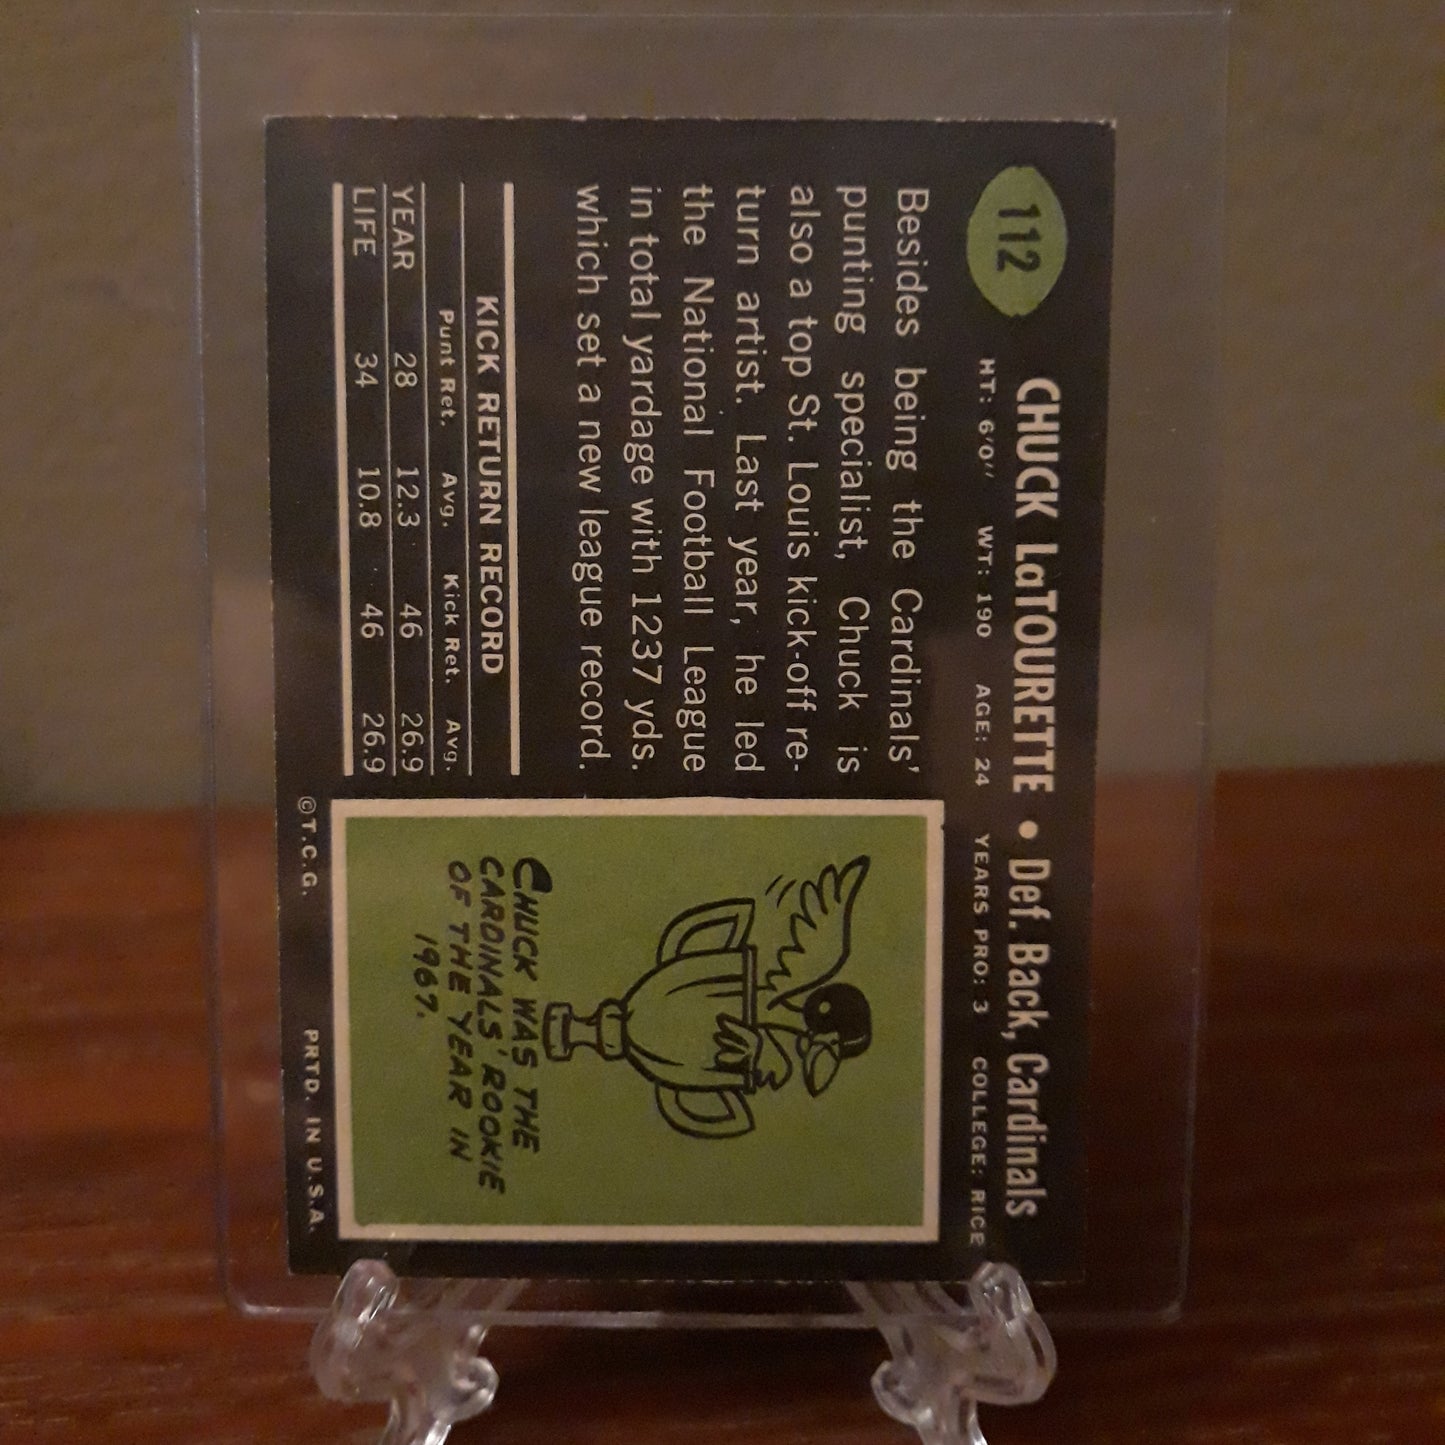 112
CHUCK LaTOURETTE • Def. Back, Cardinals
HT: 6'0" WT: 190 AGE: 24 YEARS PRO: 3 COLLEGE: RICE
Besides being the Cardinals'
punting specialist, Chuck is
also a top St. Louis kick-off re-
turn artist. Last year, he led
the National Football League
in total yardage with 1237 yds.
which set a new league record.
KICK RETURN RECORD
Punt Ret. Avg. Kick Ret. Avg.
YEAR 28 12.3 46 26.9
LIFE 34 10.8 46 26.9
CHUCK WAS THE
CARDINALS' ROOKIE
OF THE YEAR IN
1967.
©T.C.G. PRTD. IN U.S.A.